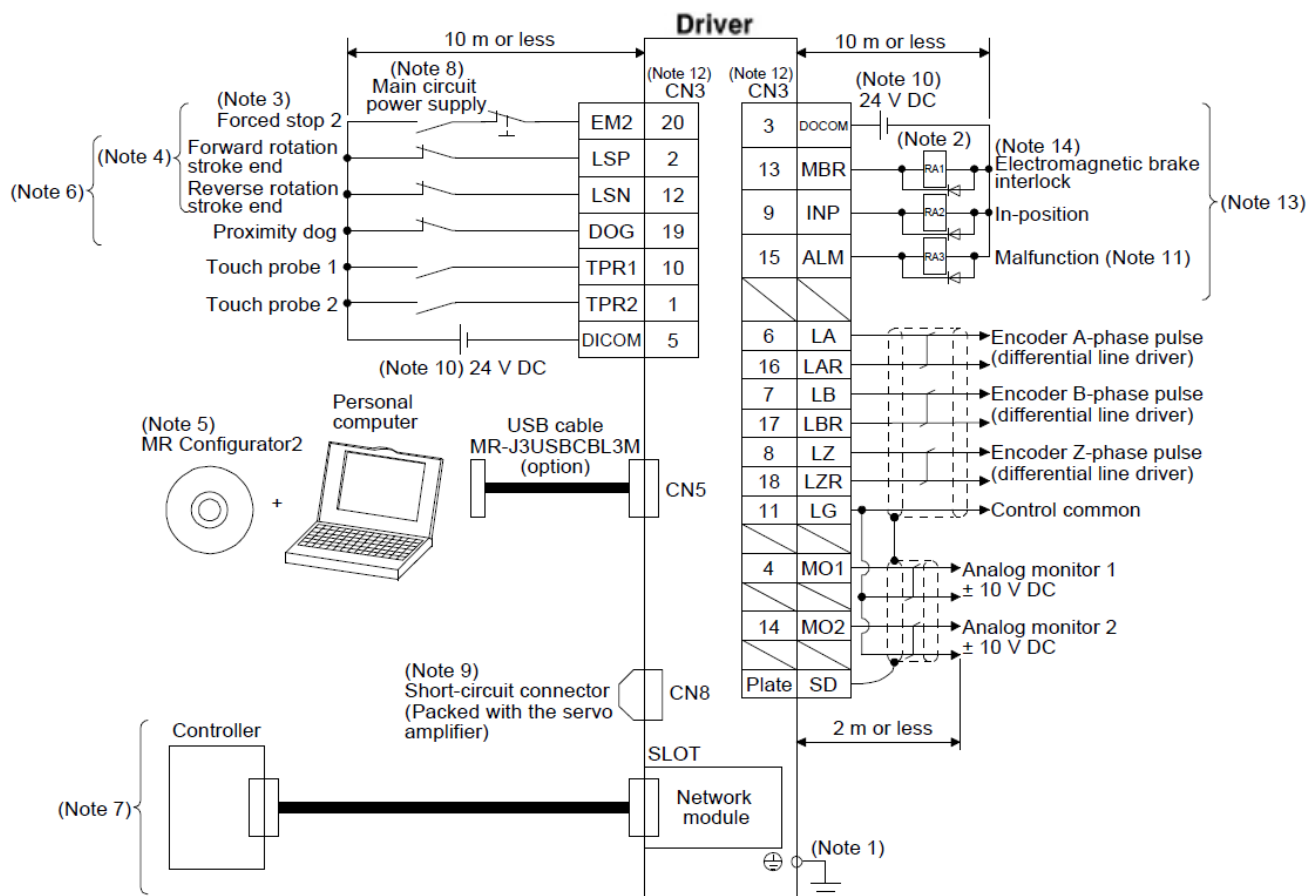 Driver
10 m or less
10 m or less
(Note 8)
Main circuit
power supply
(Note 12)
CN3
(Note 12)
CN3
(Note 10)
24 V DC
(Note 3)
Forced stop 2
EM2 20
(Note 6)
(Note 4)
Forward rotation
stroke end
LSP 2
Reverse rotation
stroke end
LSN 12
Proximity dog
DOG 19
Touch probe 1
TPR1 10
Touch probe 2
TPR2 1
DICOM 5
(Note 10) 24 V DC
3 DOCOM
(Note 2)
(Note 14)
13 MBR
RA1
Electromagnetic brake
interlock
9 INP
RA2
In-position
15 ALM
RA3
Malfunction (Note 11)
(Note 13)
6 LA
Encoder A-phase pulse
(differential line driver)
16 LAR
7 LB
Encoder B-phase pulse
(differential line driver)
17 LBR
8 LZ
Encoder Z-phase pulse
(differential line driver)
18 LZR
11 LG
Control common
4 MO1
Analog monitor 1
± 10 V DC
14 MO2
Analog monitor 2
± 10 V DC
Plate SD
2 m or less
(Note 5)
MR Configurator2
+
Personal
computer
USB cable
MR-J3USBCBL3M
(option)
CN5
(Note 9)
Short-circuit connector
(Packed with the servo
amplifier)
CN8
(Note 7)
Controller
SLOT
Network
module
(Note 1)